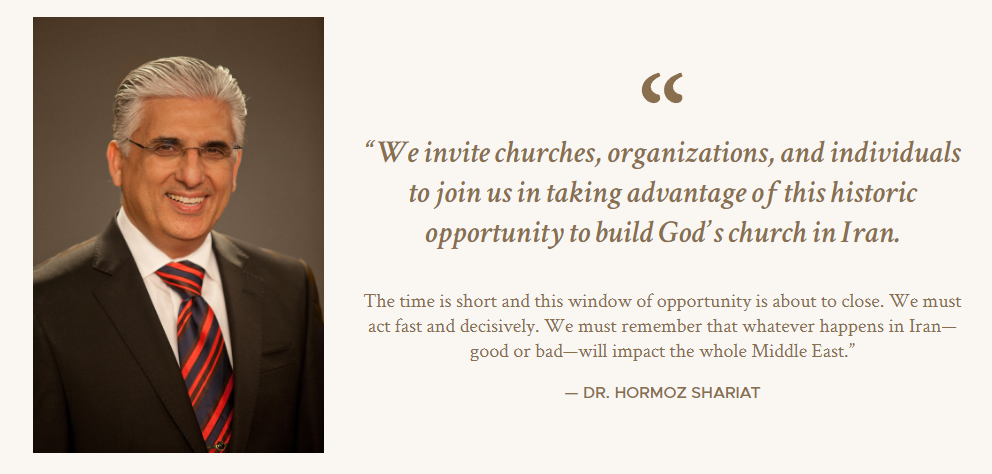 “
“We invite churches, organizations, and individuals
to join us in taking advantage of this historic
opportunity to build God’s church in Iran.
The time is short and this window of opportunity is about to close. We must
act fast and decisively. We must remember that whatever happens in Iran—
good or bad—will impact the whole Middle East.”
— DR. HORMOZ SHARIAT